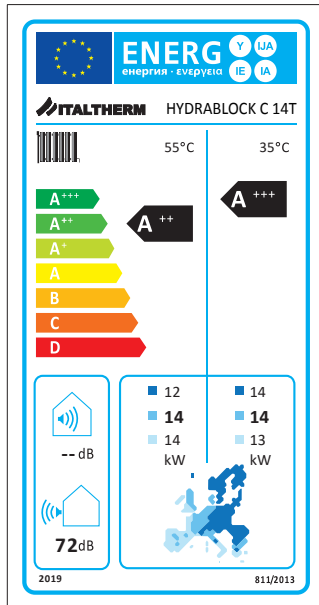 ENERG Y IJA
енергия · ενεργεια IE IA
ITALTHERM HYDRABLOCK C 14T
55°C 35°C
A+++
A++
A+
A
B
C
D
A++
A+++
12 14
14 14
14 13
kW kW
-- dB
72dB
2019 811/2013